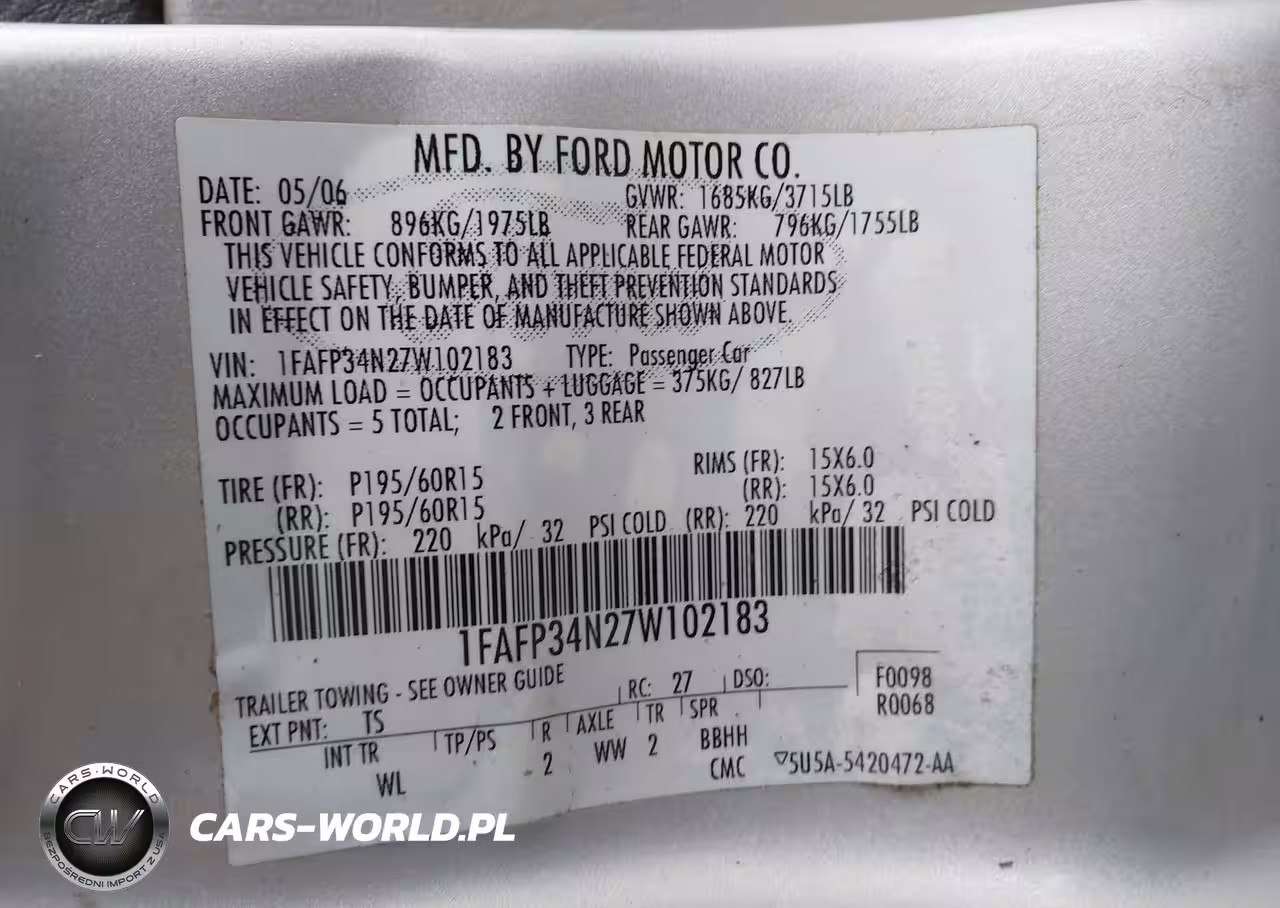 MFD. BY FORD MOTOR CO.
DATE: 05/06 GVWR: 1685KG/3715LB
FRONT GAWR: 896KG/1975LB REAR GAWR: 796KG/1755LB
THIS VEHICLE CONFORMS TO ALL APPLICABLE FEDERAL MOTOR
VEHICLE SAFETY, BUMPER, AND THEFT PREVENTION STANDARDS
IN EFFECT ON THE DATE OF MANUFACTURE SHOWN ABOVE.
VIN: 1FAFP34N27W102183 TYPE: Passenger Car
MAXIMUM LOAD = OCCUPANTS + LUGGAGE = 375KG/ 827LB
OCCUPANTS = 5 TOTAL; 2 FRONT, 3 REAR
TIRE (FR): P195/60R15 RIMS (FR): 15X6.0
(RR): P195/60R15 (RR): 15X6.0
PRESSURE (FR): 220 kPa/ 32 PSI COLD (RR): 220 kPa/ 32 PSI COLD
1FAFP34N27W102183
TRAILER TOWING - SEE OWNER GUIDE
EXT PNT: TS RC: 27 DSO: F0098
R0068
INT TR TP/PS R AXLE TR SPR
WL 2 WW 2 BBHH
CMC ▽5U5A-5420472-AA
CARS-WORLD
CW
BEZPOŚREDNI IMPORT Z USA
CARS-WORLD.PL